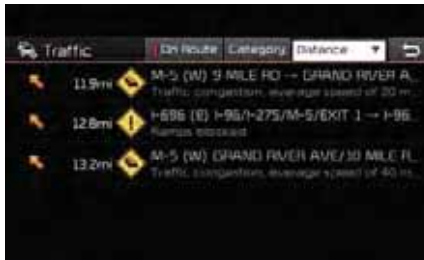 Traffic On Route Category Distance
11.9mi M-5 (W) 9 MILE RD -- GRAND RIVER A...
Traffic congestion, average speed of 20 m...
12.8mi I-696 (E) I-96/I-275/M-5/EXIT 1 -- I-96...
Ramps blocked
13.2mi M-5 (W) GRAND RIVER AVE/10 MILE R...
Traffic congestion, average speed of 40 m...